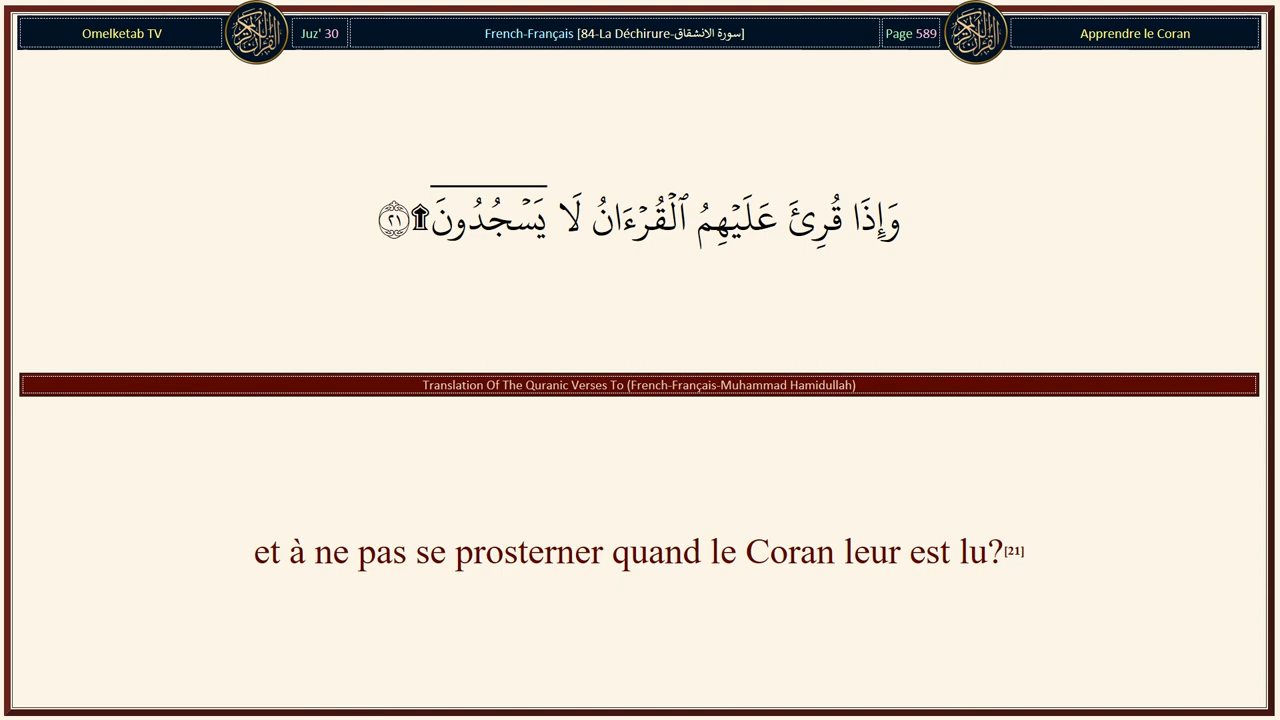 Omelketab TV
Juz' 30
French-Français [84-La Déchirure-سورة الانشقاق]
Page 589
Apprendre le Coran
وَإِذَا قُرِئَ عَلَيۡهِمُ ٱلۡقُرۡءَانُ لَا يَسۡجُدُونَ۩ ٢١
Translation Of The Quranic Verses To (French-Français-Muhammad Hamidullah)
et à ne pas se prosterner quand le Coran leur est lu?[21]